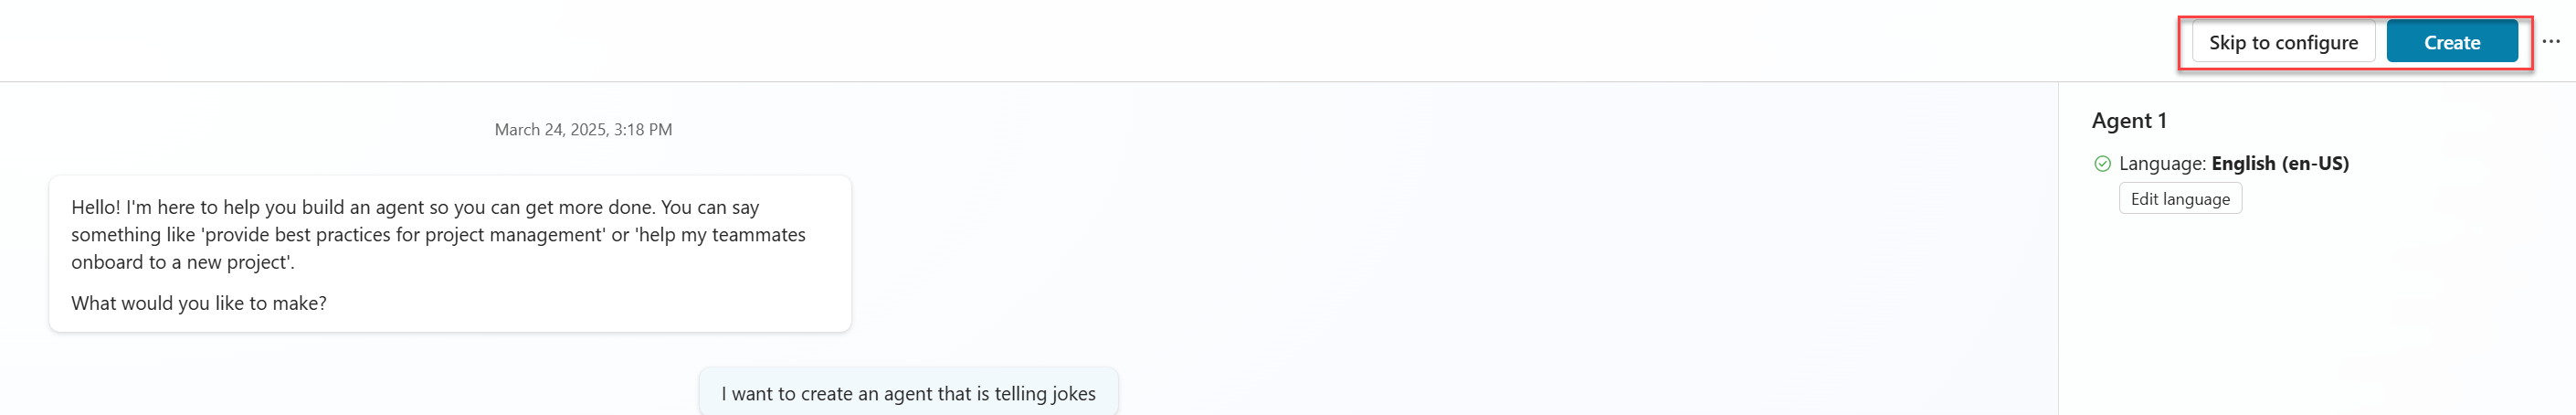 Skip to configure
Create
March 24, 2025, 3:18 PM
Agent 1
Language: English (en-US)
Edit language
Hello! I'm here to help you build an agent so you can get more done. You can say
something like 'provide best practices for project management' or 'help my teammates
onboard to a new project'.
What would you like to make?
I want to create an agent that is telling jokes